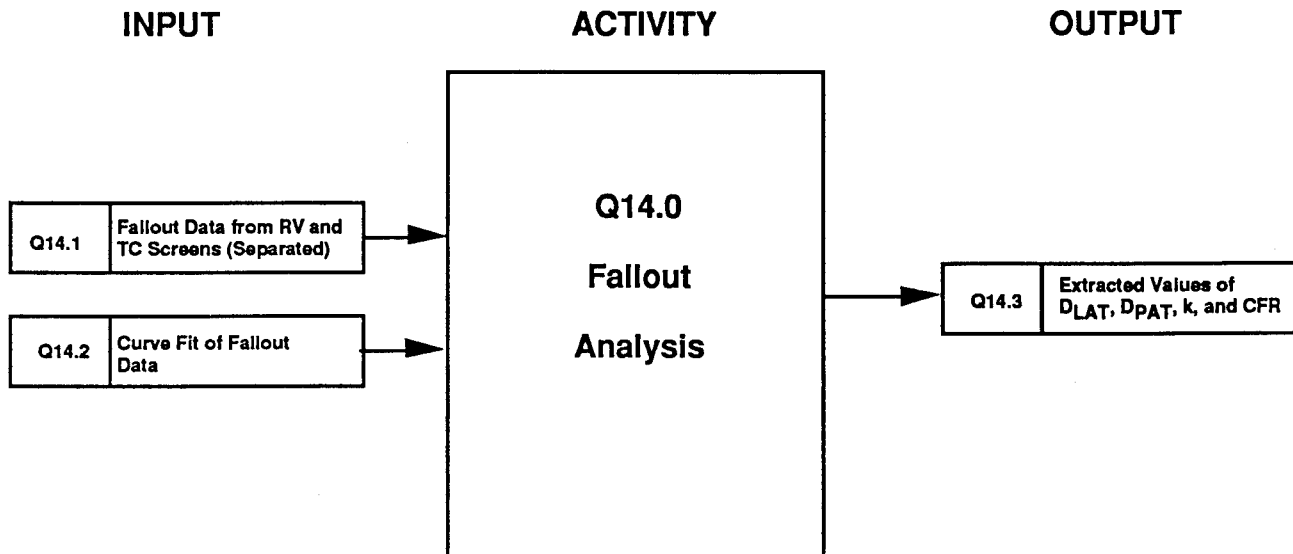 INPUT
ACTIVITY
OUTPUT
Q14.1
Fallout Data from RV and
TC Screens (Separated)
Q14.2
Curve Fit of Fallout
Data
Q14.0
Fallout
Analysis
Q14.3
Extracted Values of
DLAT, DPAT, k, and CFR